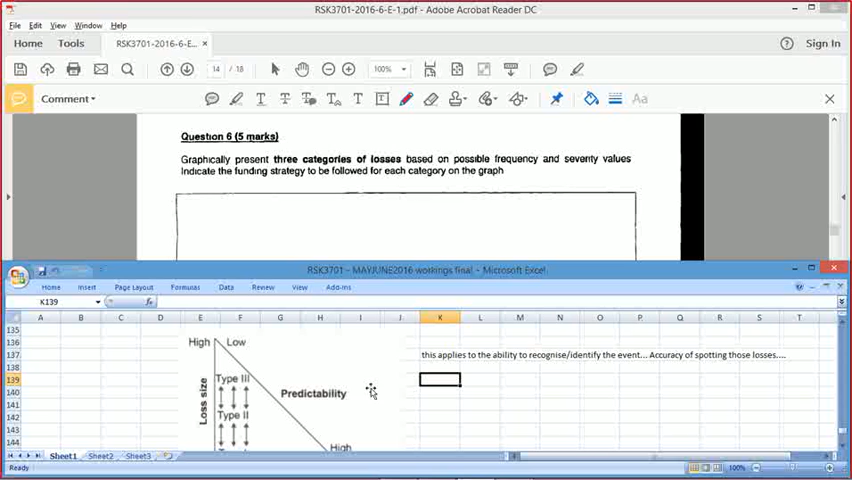 RSK3701-2016-6-E-1.pdf - Adobe Acrobat Reader DC
File Edit View Window Help
Home Tools RSK3701-2016-6-E... × Sign In
14 / 18 100%
Comment
Question 6 (5 marks)
Graphically present three categories of losses based on possible frequency and severity values
Indicate the funding strategy to be followed for each category on the graph
RSK3701 - MAYJUNE2016 workings final - Microsoft Excel
Home Insert Page Layout Formulas Data Review View Add-Ins
K139 fx
A B C D E F G H I J K L M N O P Q R S T
135
136 High Low
137 this applies to the ability to recognise/identify the event... Accuracy of spotting those losses....
138
139 Type III
140 Loss size Predictability
141
142 Type II
143
144 High
Sheet1 Sheet2 Sheet3
Ready 100%